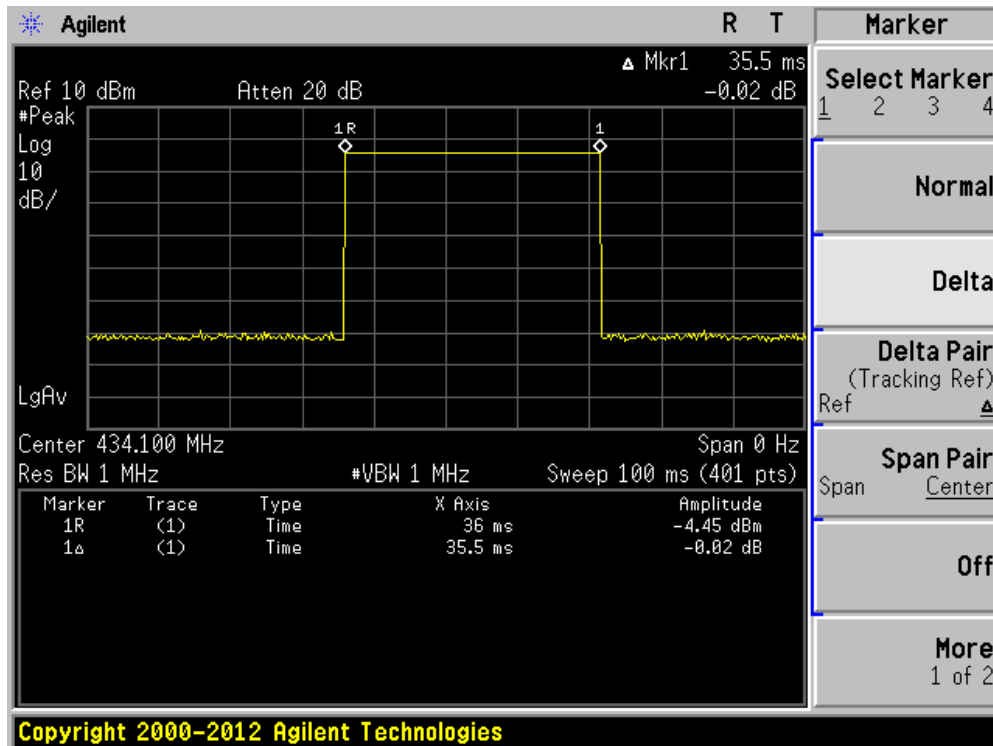 Agilent R T Marker
Δ Mkr1 35.5 ms
Ref 10 dBm Atten 20 dB -0.02 dB
#Peak
Log
10
dB/
1R 1
LgAv
Center 434.100 MHz Span 0 Hz
Res BW 1 MHz #VBW 1 MHz Sweep 100 ms (401 pts)
Marker Trace Type X Axis Amplitude
1R (1) Time 36 ms -4.45 dBm
1Δ (1) Time 35.5 ms -0.02 dB
Select Marker
1 2 3 4
Normal
Delta
Delta Pair
(Tracking Ref)
Ref Δ
Span Pair
Span Center
Off
More
1 of 2
Copyright 2000-2012 Agilent Technologies